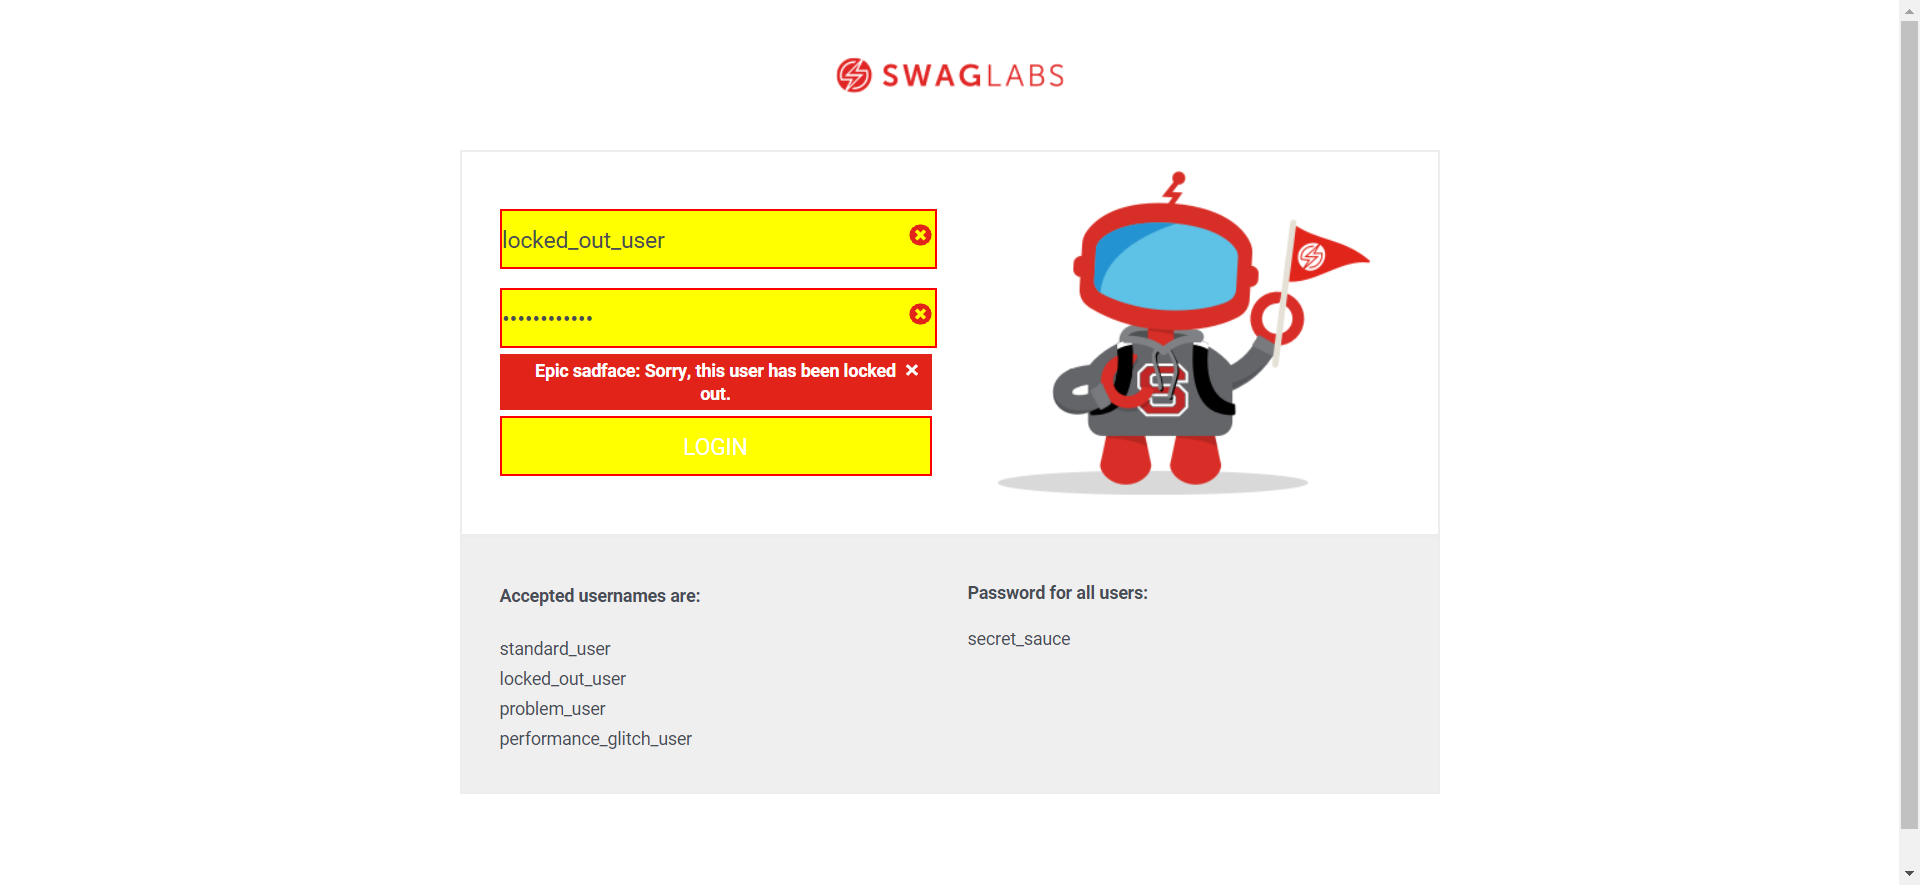 SWAGLABS
locked_out_user
••••••••••••
Epic sadface: Sorry, this user has been locked
out.
LOGIN
S
Accepted usernames are:
standard_user
locked_out_user
problem_user
performance_glitch_user
Password for all users:
secret_sauce